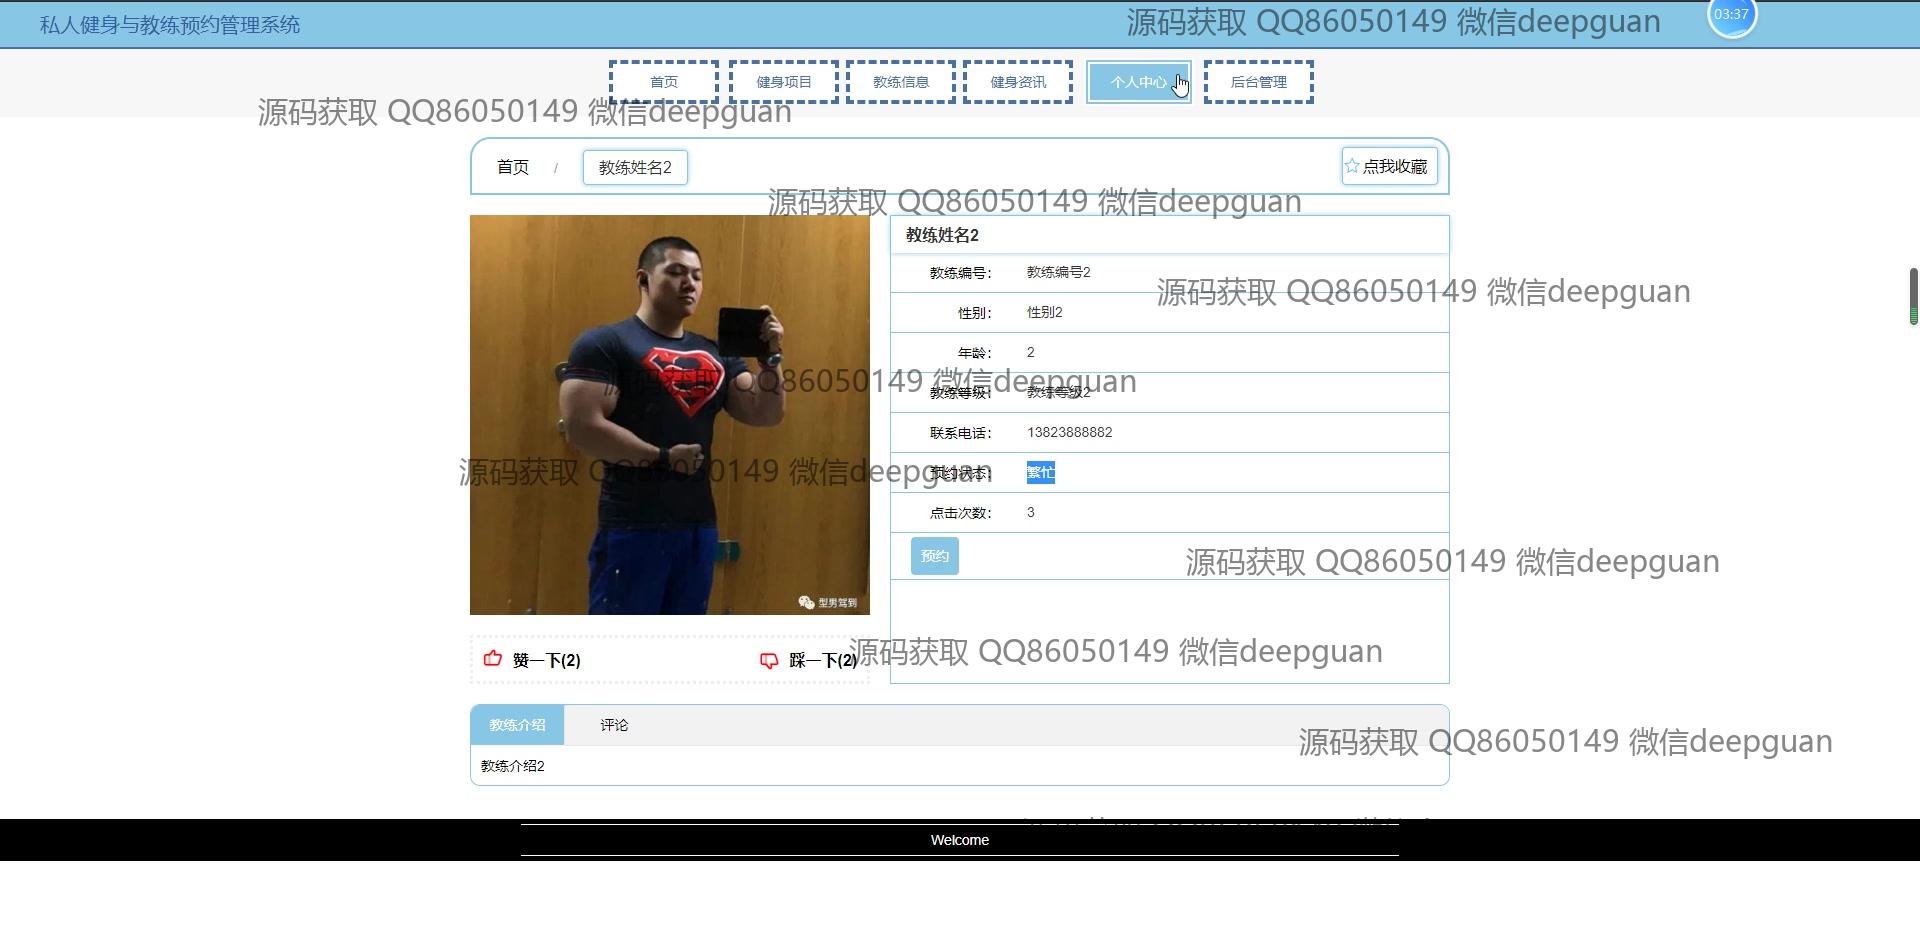 私人健身与教练预约管理系统
源码获取 QQ86050149 微信deepguan
03:37
首页
健身项目
教练信息
健身资讯
个人中心
后台管理
源码获取 QQ86050149 微信deepguan
首页 / 教练姓名2
点我收藏
源码获取 QQ86050149 微信deepguan
教练姓名2
教练编号: 教练编号2
源码获取 QQ86050149 微信deepguan
性别: 性别2
年龄: 2
源码获取 QQ86050149 微信deepguan
教练等级: 教练等级2
联系电话: 13823888882
源码获取 QQ86050149 微信deepguan
预约状态: 繁忙
点击次数: 3
预约
源码获取 QQ86050149 微信deepguan
型男驾到
赞一下(2)
踩一下(2)
源码获取 QQ86050149 微信deepguan
教练介绍
评论
源码获取 QQ86050149 微信deepguan
教练介绍2
Welcome